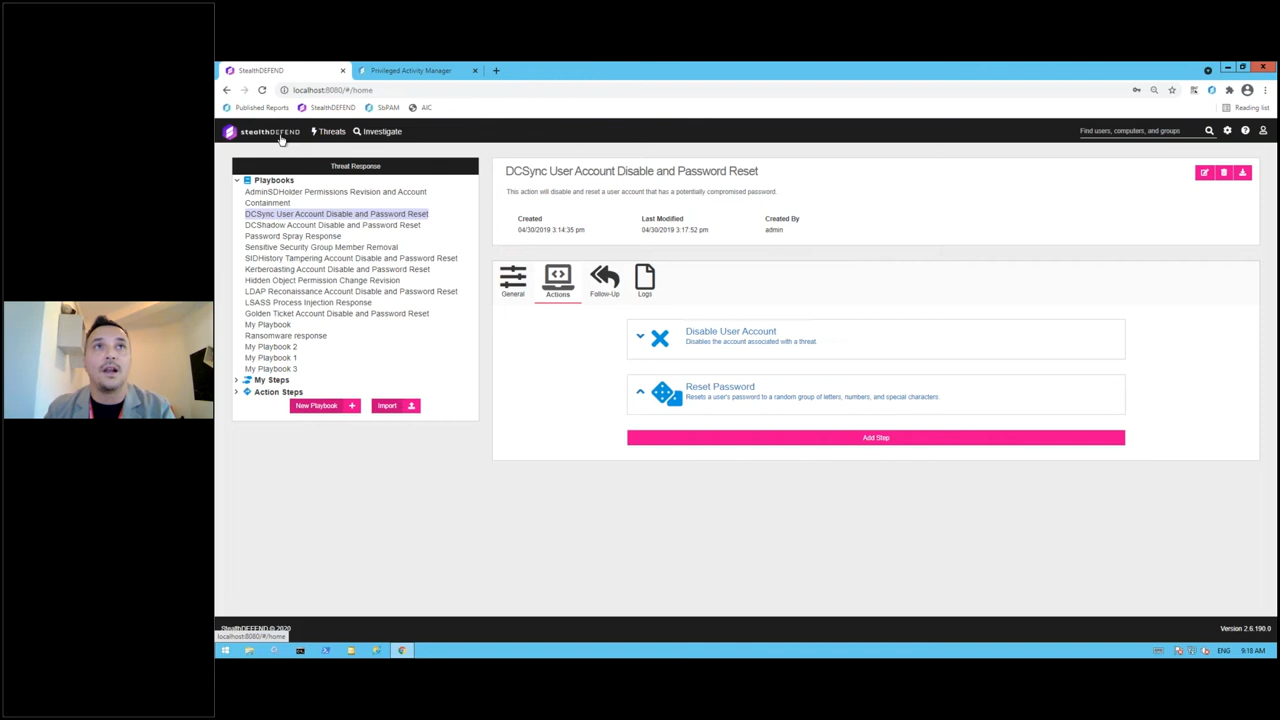 StealthDEFEND
Privileged Activity Manager
localhost:8080/#/home
Published Reports
StealthDEFEND
SbPAM
AIC
Reading list
stealthDEFEND
Threats
Investigate
Find users, computers, and groups
Threat Response
Playbooks
AdminSDHolder Permissions Revision and Account
Containment
DCSync User Account Disable and Password Reset
DCShadow Account Disable and Password Reset
Password Spray Response
Sensitive Security Group Member Removal
SIDHistory Tampering Account Disable and Password Reset
Kerberoasting Account Disable and Password Reset
Hidden Object Permission Change Revision
LDAP Reconaissance Account Disable and Password Reset
LSASS Process Injection Response
Golden Ticket Account Disable and Password Reset
My Playbook
Ransomware response
My Playbook 2
My Playbook 1
My Playbook 3
My Steps
Action Steps
New Playbook +
Import
DCSync User Account Disable and Password Reset
This action will disable and reset a user account that has a potentially compromised password.
Created
Last Modified
Created By
04/30/2019 3:14:35 pm
04/30/2019 3:17:52 pm
admin
General
Actions
Follow-Up
Logs
Disable User Account
Disables the account associated with a threat.
Reset Password
Resets a user's password to a random group of letters, numbers, and special characters.
Add Step
StealthDEFEND © 2020
Version 2.6.190.0
localhost:8080/#/home
ENG
9:18 AM